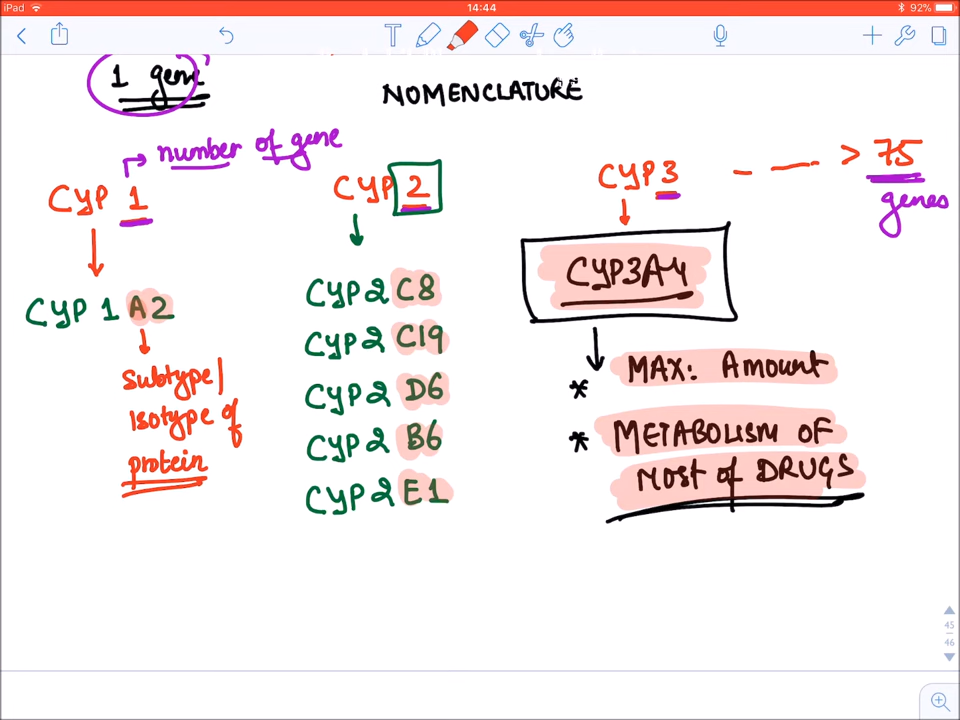 iPad
14:44
92%
T
1 gene
NOMENCLATURE
number of gene
CYP 1
CYP 2
CYP3 - — > 75
genes
CYP 1 A2
Subtype/
Isotype of
protein
CYP2 C8
CYP2 C19
CYP2 D6
CYP2 B6
CYP2 E1
CYP3A4
* MAX: Amount
* METABOLISM OF
MOST of DRUGS
45
46